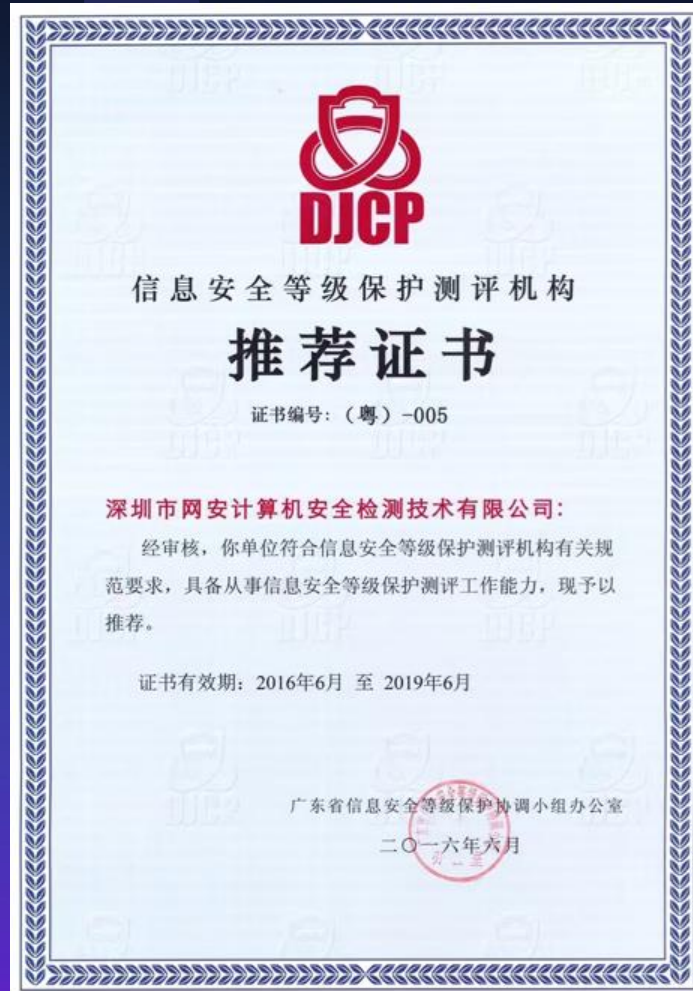 DJCP
信息安全等级保护测评机构
推荐证书
证书编号:（粤）-005
深圳市网安计算机安全检测技术有限公司:
经审核，你单位符合信息安全等级保护测评机构有关规
范要求，具备从事信息安全等级保护测评工作能力，现予以
推荐。
证书有效期：2016年6月 至 2019年6月
广东省信息安全等级保护协调小组办公室
二〇一六年六月